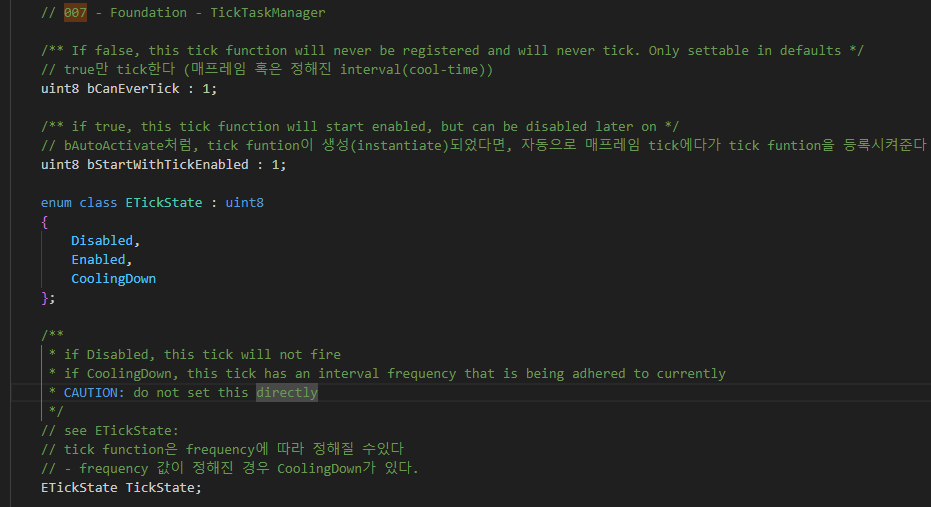 // 007 - Foundation - TickTaskManager
/** If false, this tick function will never be registered and will never tick. Only settable in defaults */
// true만 tick한다 (매프레임 혹은 정해진 interval(cool-time))
uint8 bCanEverTick : 1;
/** if true, this tick function will start enabled, but can be disabled later on */
// bAutoActivate처럼, tick funtion이 생성(instantiate)되었다면, 자동으로 매프레임 tick에다가 tick funtion을 등록시켜준다
uint8 bStartWithTickEnabled : 1;
enum class ETickState : uint8
{
Disabled,
Enabled,
CoolingDown
};
/**
* if Disabled, this tick will not fire
* if CoolingDown, this tick has an interval frequency that is being adhered to currently
* CAUTION: do not set this directly
*/
// see ETickState:
// tick function은 frequency에 따라 정해질 수있다
// - frequency 값이 정해진 경우 CoolingDown가 있다.
ETickState TickState;